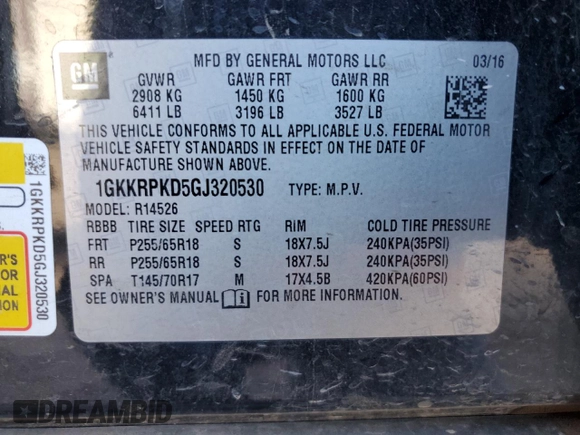 GM
MFD BY GENERAL MOTORS LLC 03/16
GVWR GAWR FRT GAWR RR
2908 KG 1450 KG 1600 KG
6411 LB 3196 LB 3527 LB
THIS VEHICLE CONFORMS TO ALL APPLICABLE U.S. FEDERAL MOTOR
VEHICLE SAFETY STANDARDS IN EFFECT ON THE DATE OF
MANUFACTURE SHOWN ABOVE.
1GKKRPKD5GJ320530 TYPE: M.P.V.
MODEL: R14526
RBBB TIRE SIZE SPEED RTG RIM COLD TIRE PRESSURE
FRT P255/65R18 S 18X7.5J 240KPA(35PSI)
RR P255/65R18 S 18X7.5J 240KPA(35PSI)
SPA T145/70R17 M 17X4.5B 420KPA(60PSI)
SEE OWNER'S MANUAL FOR MORE INFORMATION.
1GKKRPKD5GJ320530
ER'S
OR
NAL
ION
DREAMBID